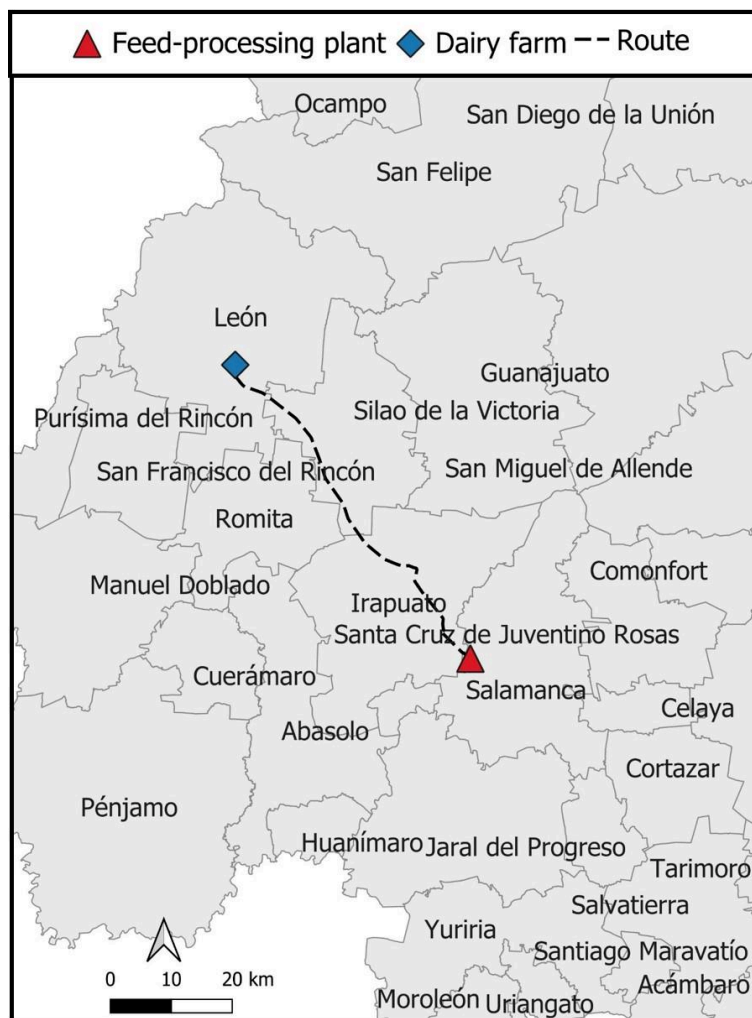 Feed-processing plant Dairy farm Route
Ocampo
San Diego de la Unión
San Felipe
León
Guanajuato
Purísima del Rincón
Silao de la Victoria
San Francisco del Rincón
San Miguel de Allende
Romita
Comonfort
Manuel Doblado
Irapuato
Santa Cruz de Juventino Rosas
Cuerámaro
Salamanca
Celaya
Abasolo
Cortazar
Pénjamo
Huanímaro
Jaral del Progreso
Tarimoro
Salvatierra
Yuriria
Santiago Maravatío
0 10 20 km
Acámbaro
Moroleón
Uriangato